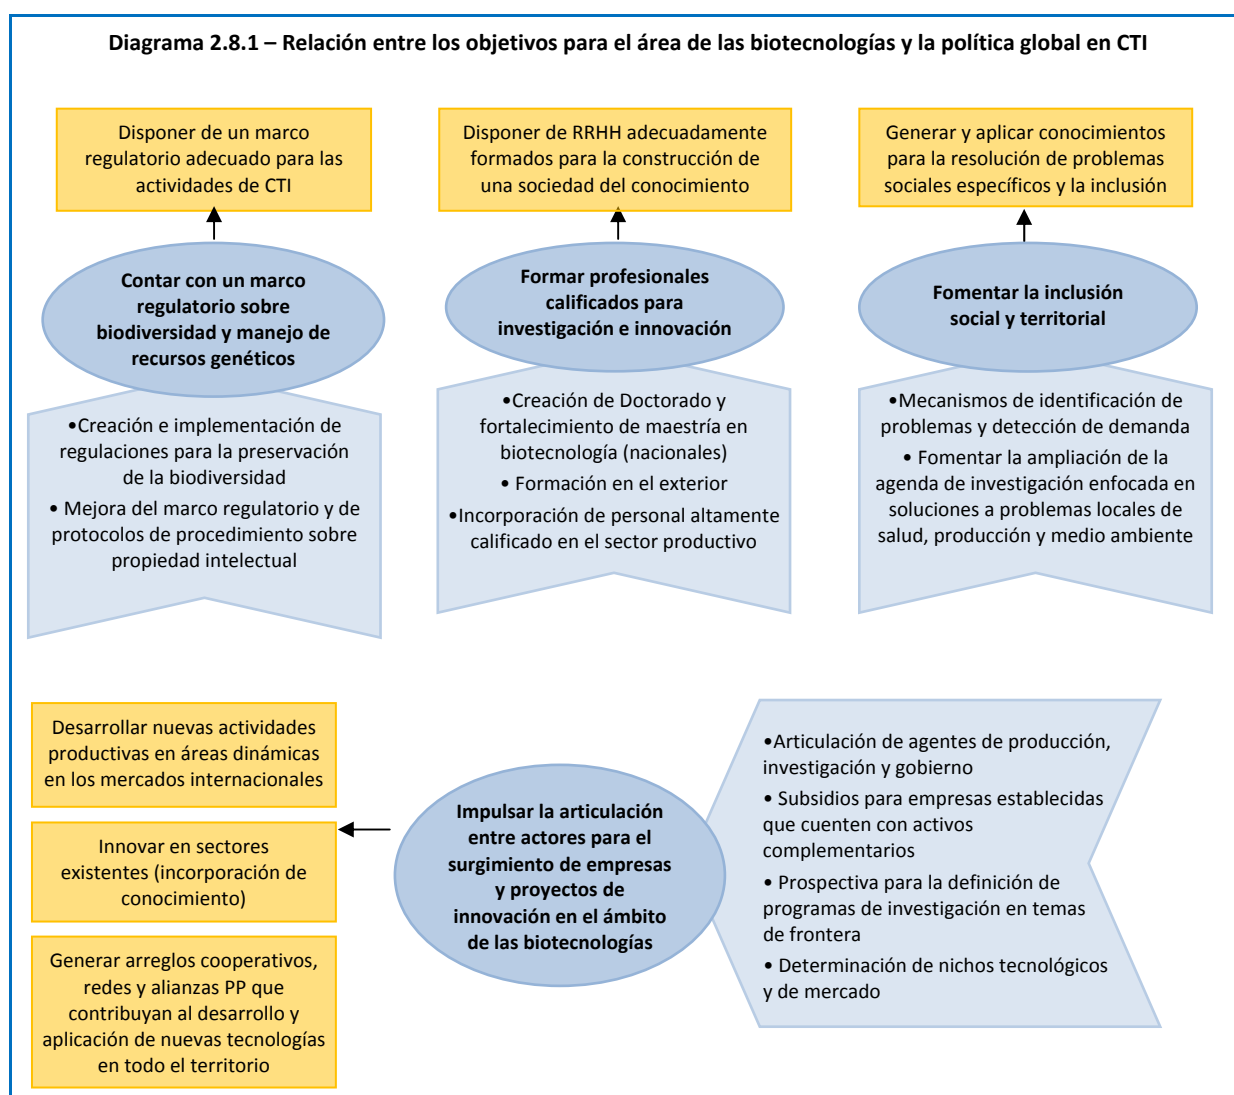 Diagrama 2.8.1 – Relación entre los objetivos para el área de las biotecnologías y la política global en CTI
Disponer de un marco
regulatorio adecuado para las
actividades de CTI
Disponer de RRHH adecuadamente
formados para la construcción de
una sociedad del conocimiento
Generar y aplicar conocimientos
para la resolución de problemas
sociales específicos y la inclusión
Contar con un marco
regulatorio sobre
biodiversidad y manejo de
recursos genéticos
Formar profesionales
calificados para
investigación e innovación
Fomentar la inclusión
social y territorial
•Creación e implementación de
regulaciones para la preservación
de la biodiversidad
• Mejora del marco regulatorio y de
protocolos de procedimiento sobre
propiedad intelectual
•Creación de Doctorado y
fortalecimiento de maestría en
biotecnología (nacionales)
• Formación en el exterior
•Incorporación de personal altamente
calificado en el sector productivo
•Mecanismos de identificación de
problemas y detección de demanda
• Fomentar la ampliación de la
agenda de investigación enfocada en
soluciones a problemas locales de
salud, producción y medio ambiente
Desarrollar nuevas actividades
productivas en áreas dinámicas
en los mercados internacionales
Innovar en sectores
existentes (incorporación de
conocimiento)
Generar arreglos cooperativos,
redes y alianzas PP que
contribuyan al desarrollo y
aplicación de nuevas tecnologías
en todo el territorio
Impulsar la articulación
entre actores para el
surgimiento de empresas
y proyectos de
innovación en el ámbito
de las biotecnologías
•Articulación de agentes de producción,
investigación y gobierno
• Subsidios para empresas establecidas
que cuenten con activos
complementarios
• Prospectiva para la definición de
programas de investigación en temas
de frontera
• Determinación de nichos tecnológicos
y de mercado